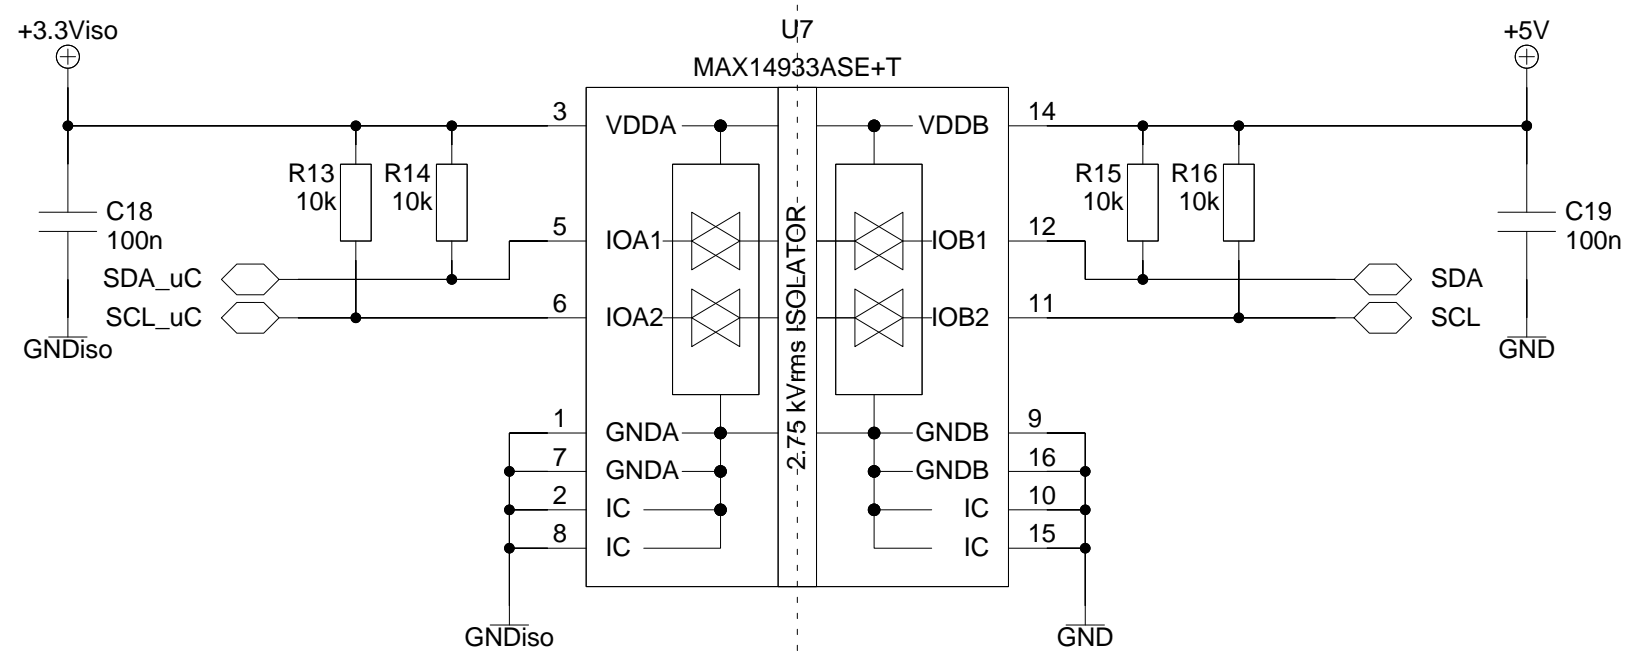 +3.3Viso
U7
+5V
MAX14933ASE+T
3
VDDA
VDDB
14
R13
10k
R14
10k
R15
10k
R16
10k
C18
100n
C19
100n
5
IOA1
IOB1
12
SDA_uC
SDA
SCL_uC
6
IOA2
IOB2
11
SCL
2.75 kVrms ISOLATOR
GNDiso
GND
1
GNDA
GNDB
9
7
GNDA
GNDB
16
2
IC
IC
10
8
IC
IC
15
GNDiso
GND